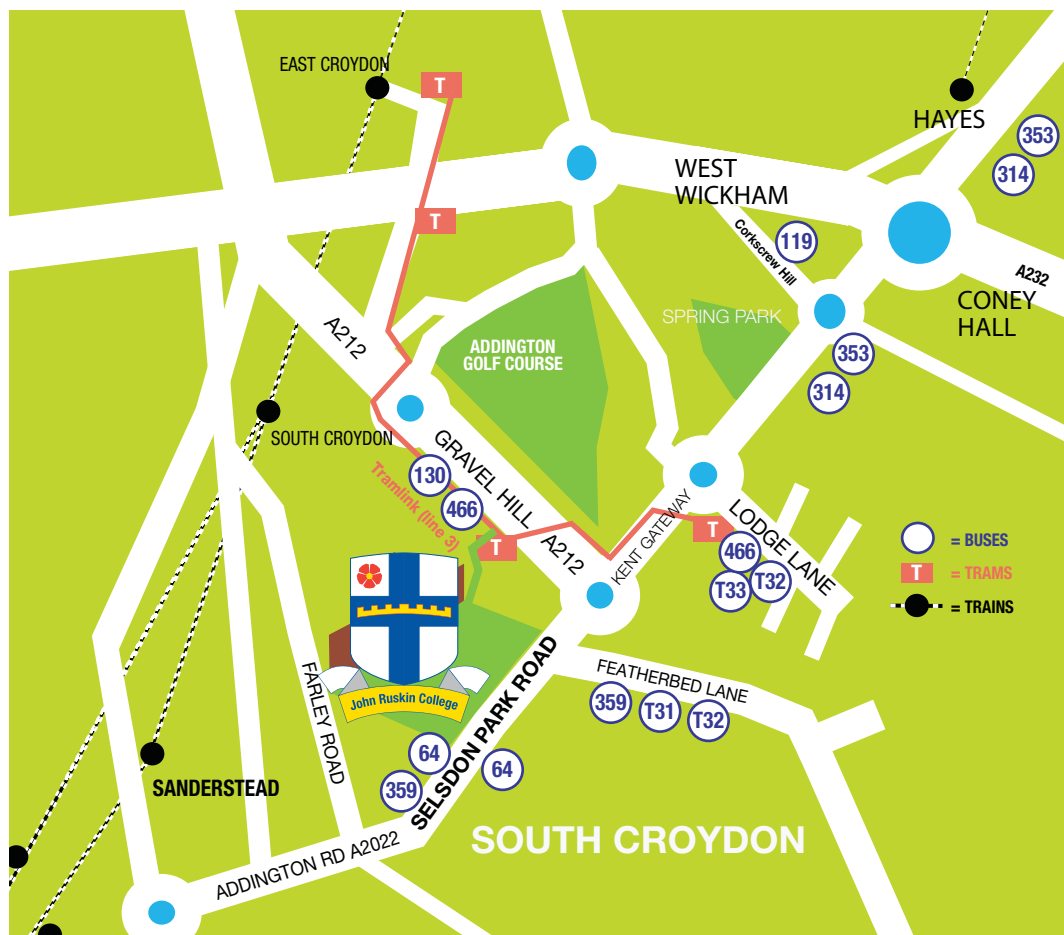 EAST CROYDON
T
HAYES
353
314
WEST
WICKHAM
T
119
Corkscrew Hill
A232
CONEY
HALL
SPRING PARK
A212
ADDINGTON
GOLF COURSE
353
314
SOUTH CROYDON
GRAVEL HILL
130
466
Tramlink (line 3)
T
A212
KENT GATEWAY
T
LODGE LANE
466
T33
T32
= BUSES
T = TRAMS
= TRAINS
John Ruskin College
FARLEY ROAD
FEATHERBED LANE
359
T31
T32
SELSDON PARK ROAD
64
64
359
SANDERSTEAD
SOUTH CROYDON
ADDINGTON RD A2022